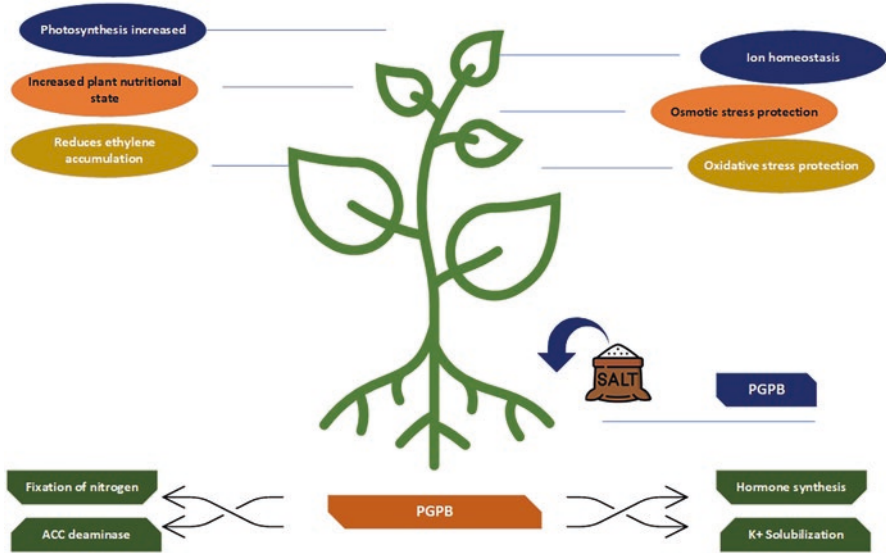 Photosynthesis increased
Increased plant nutritional
state
Reduces ethylene
accumulation
Ion homeostasis
Osmotic stress protection
Oxidative stress protection
SALT
PGPB
Fixation of nitrogen
ACC deaminase
PGPB
Hormone synthesis
K+ Solubilization